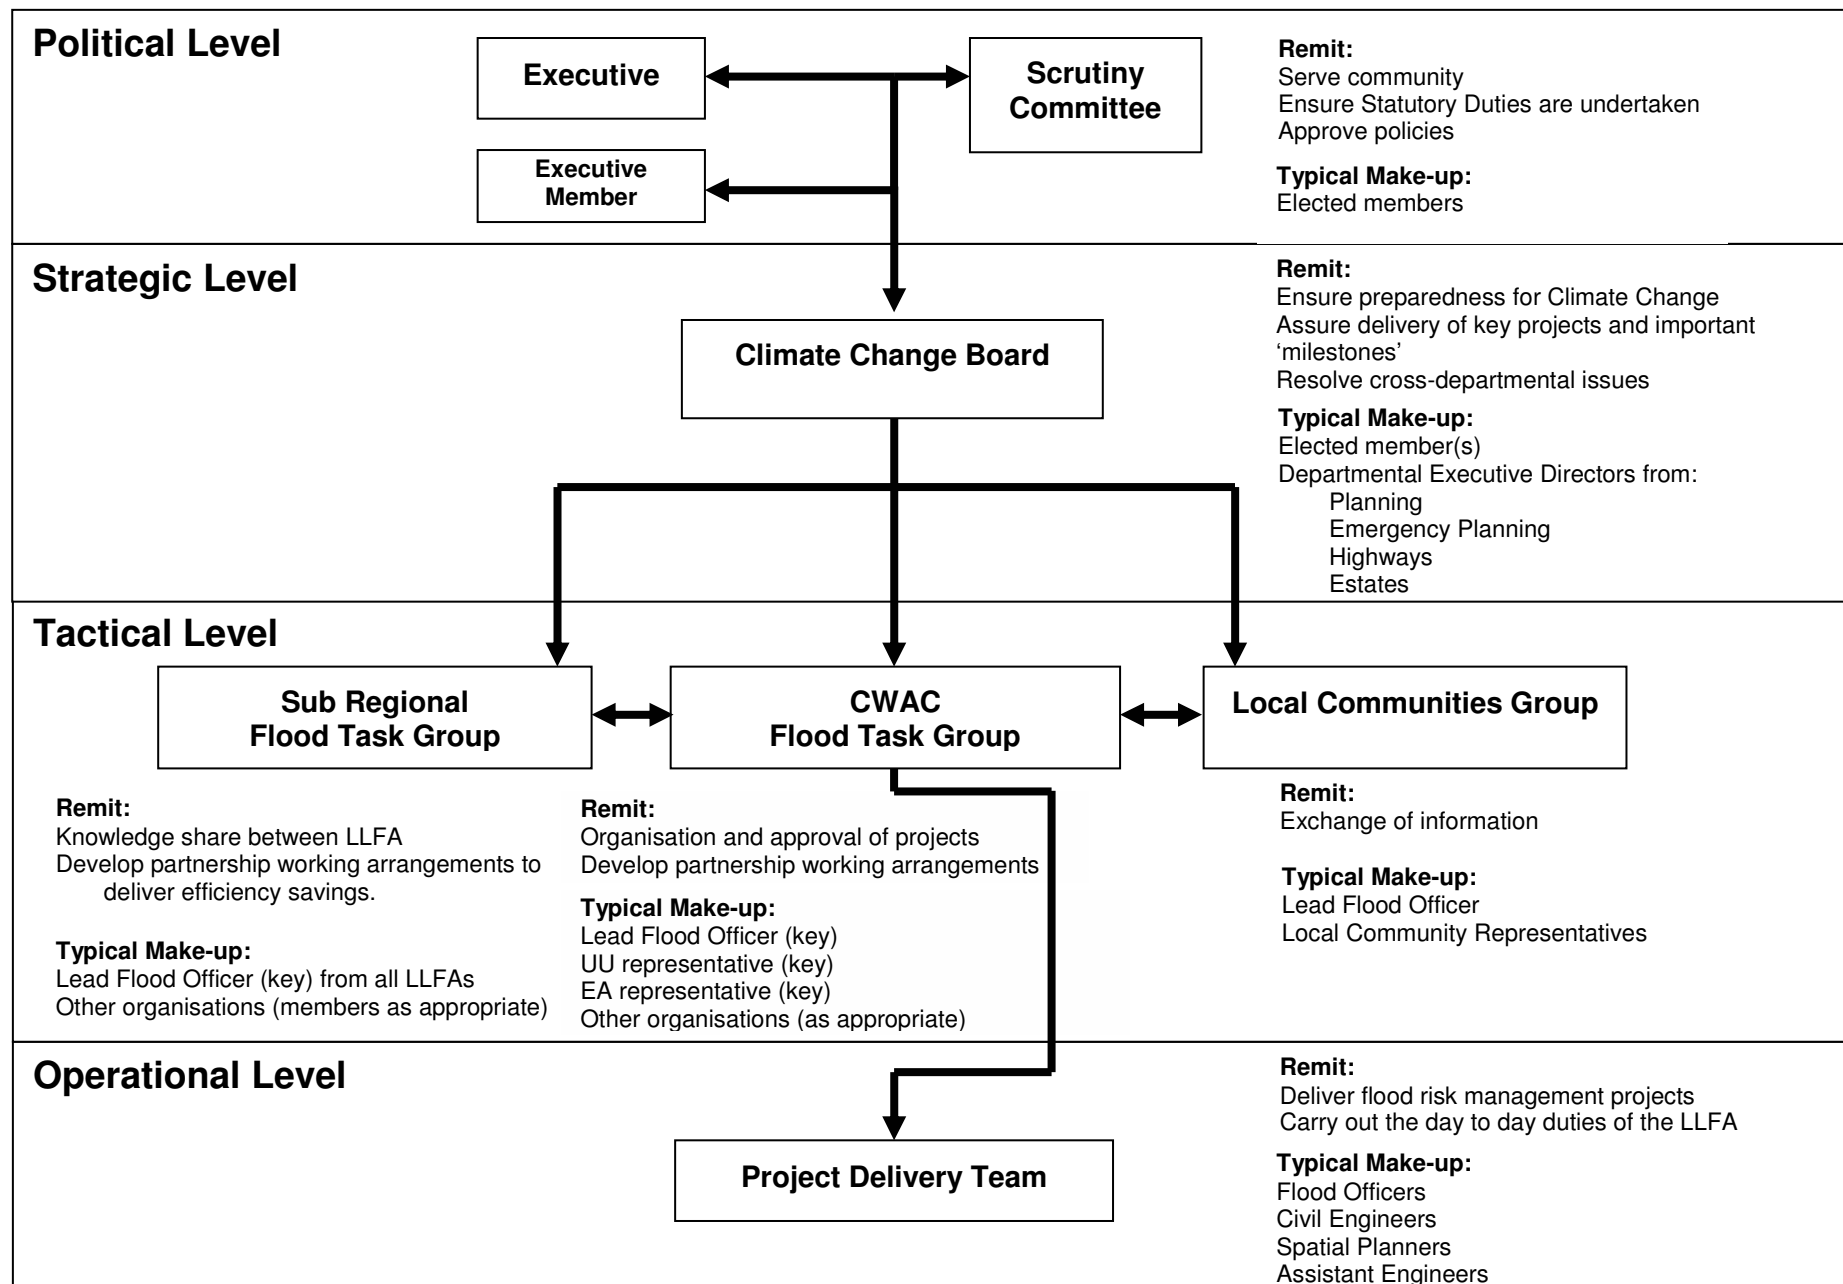 Political Level
Executive
Scrutiny
Committee
Executive
Member
Remit:
Serve community
Ensure Statutory Duties are undertaken
Approve policies
Typical Make-up:
Elected members
Strategic Level
Climate Change Board
Remit:
Ensure preparedness for Climate Change
Assure delivery of key projects and important
‘milestones’
Resolve cross-departmental issues
Typical Make-up:
Elected member(s)
Departmental Executive Directors from:
Planning
Emergency Planning
Highways
Estates
Tactical Level
Sub Regional
Flood Task Group
CWAC
Flood Task Group
Local Communities Group
Remit:
Knowledge share between LLFA
Develop partnership working arrangements to
deliver efficiency savings.
Typical Make-up:
Lead Flood Officer (key) from all LLFAs
Other organisations (members as appropriate)
Remit:
Organisation and approval of projects
Develop partnership working arrangements
Typical Make-up:
Lead Flood Officer (key)
UU representative (key)
EA representative (key)
Other organisations (as appropriate)
Remit:
Exchange of information
Typical Make-up:
Lead Flood Officer
Local Community Representatives
Operational Level
Project Delivery Team
Remit:
Deliver flood risk management projects
Carry out the day to day duties of the LLFA
Typical Make-up:
Flood Officers
Civil Engineers
Spatial Planners
Assistant Engineers